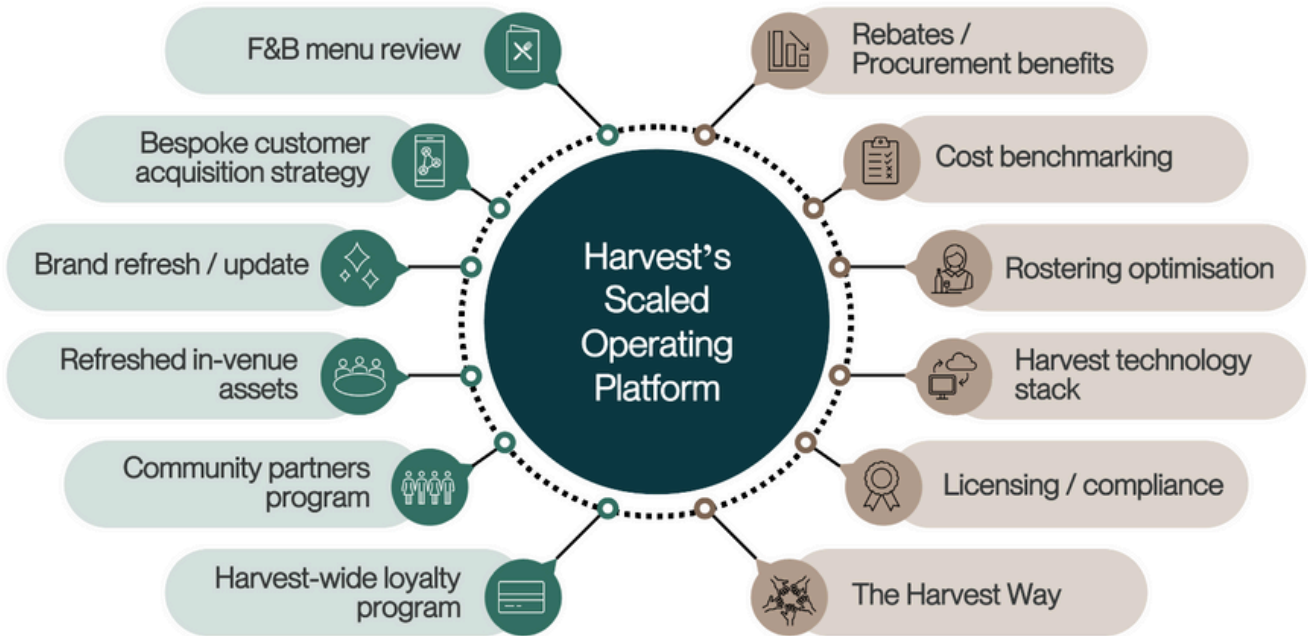 F&B menu review
Bespoke customer
acquisition strategy
Brand refresh / update
Refreshed in-venue
assets
Community partners
program
Harvest-wide loyalty
program
Harvest’s
Scaled
Operating
Platform
Rebates /
Procurement benefits
Cost benchmarking
Rostering optimisation
Harvest technology
stack
Licensing / compliance
The Harvest Way